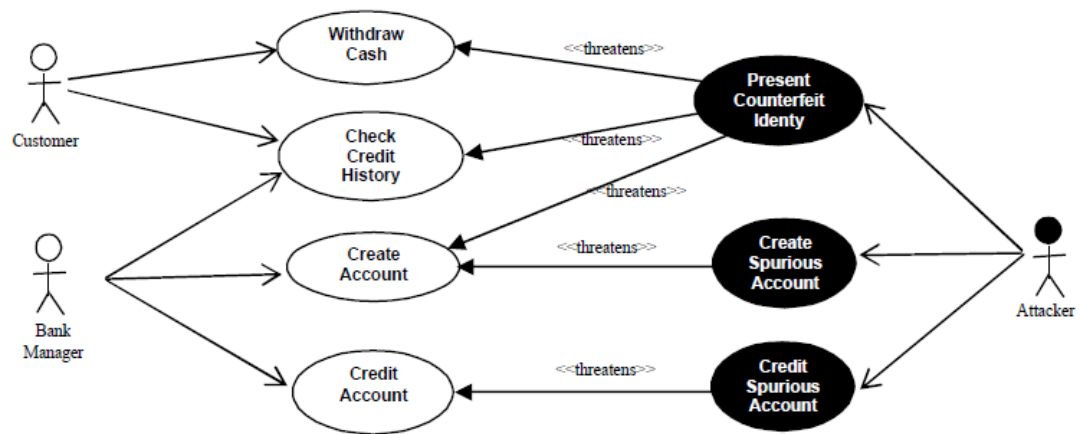 Withdraw
Cash
<<threatens>>
Present
Counterfeit
Identy
Customer
Check
Credit
History
<<threatens>>
<<threatens>>
Create
Account
<<threatens>>
Create
Spurious
Account
Attacker
Bank
Manager
Credit
Account
<<threatens>>
Credit
Spurious
Account